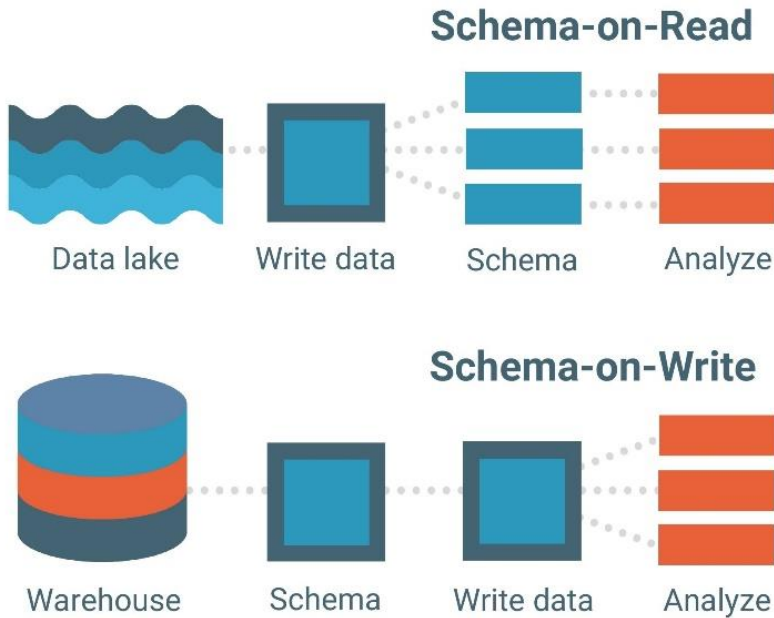 Schema-on-Read
Data lake
Write data
Schema
Analyze
Schema-on-Write
Warehouse
Schema
Write data
Analyze